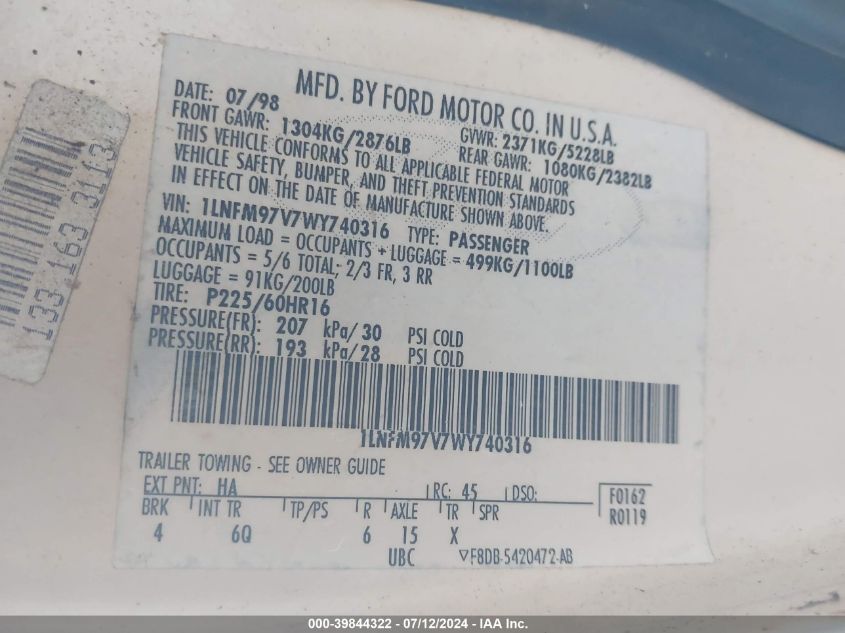 133 163 3113
MFD. BY FORD MOTOR CO. IN U.S.A.
DATE: 07/98 GVWR: 2371KG/5228LB
FRONT GAWR: 1304KG/2876LB REAR GAWR: 1080KG/2382LB
THIS VEHICLE CONFORMS TO ALL APPLICABLE FEDERAL MOTOR
VEHICLE SAFETY, BUMPER, AND THEFT PREVENTION STANDARDS
IN EFFECT ON THE DATE OF MANUFACTURE SHOWN ABOVE.
VIN: 1LNFM97V7WY740316 TYPE: PASSENGER
MAXIMUM LOAD = OCCUPANTS + LUGGAGE = 499KG/1100LB
OCCUPANTS = 5/6 TOTAL; 2/3 FR, 3 RR
LUGGAGE = 91KG/200LB
TIRE: P225/60HR16
PRESSURE(FR): 207 kPa/30 PSI COLD
PRESSURE(RR): 193 kPa/28 PSI COLD
1LNFM97V7WY740316
TRAILER TOWING - SEE OWNER GUIDE
EXT PNT: HA RC: 45 DSO: F0162
BRK INT TR TP/PS R AXLE TR SPR R0119
4 6Q 6 15 X
UBC ▽F8DB-5420472-AB
000-39844322 - 07/12/2024 - IMPACT AUCTIONS, INC.